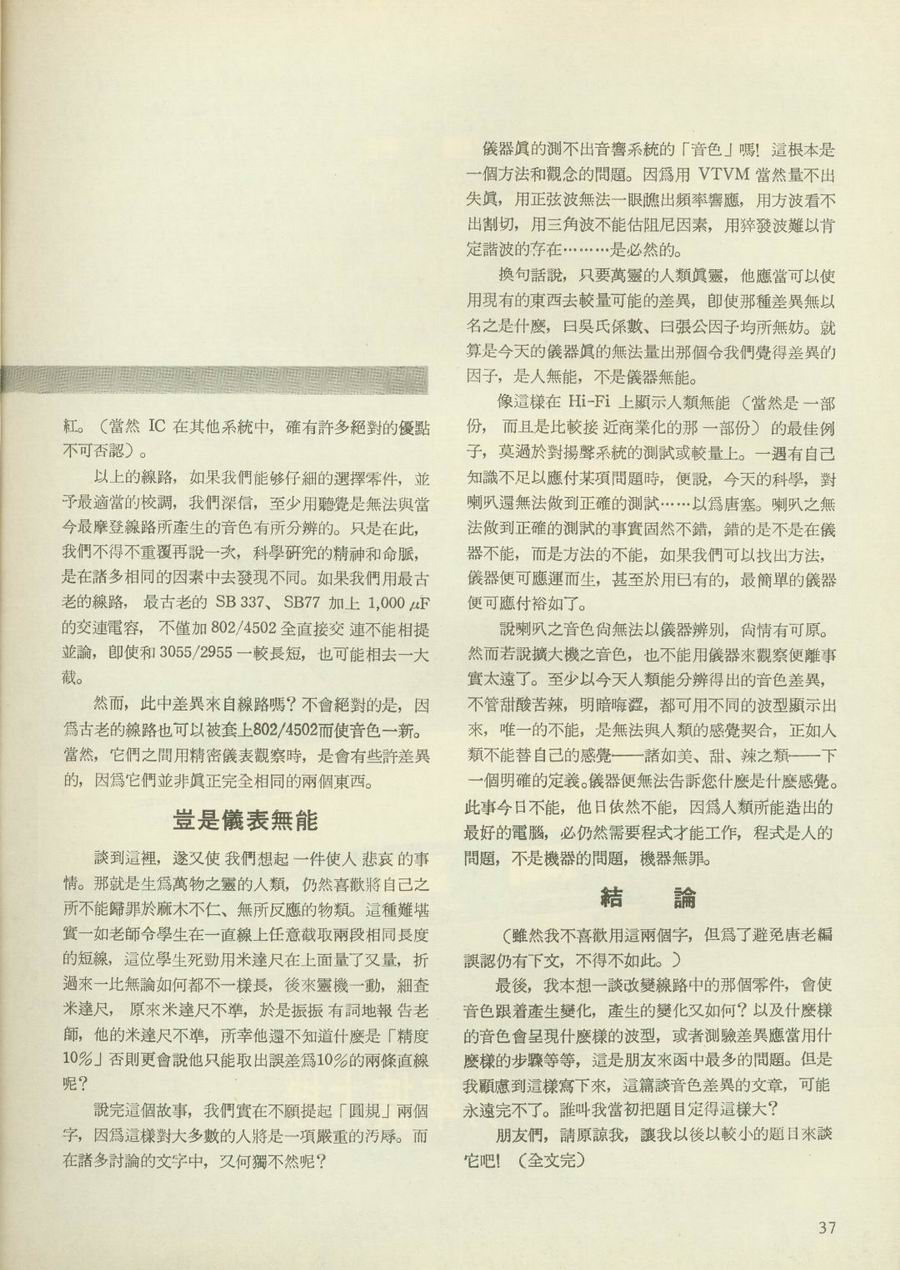 紅。（當然 IC 在其他系統中，確有許多絕對的優點
不可否認）。
以上的線路，如果我們能够仔細的選擇零件，並
予最適當的校調，我們深信，至少用聽覺是無法與當
今最摩登線路所產生的音色有所分辨的。只是在此，
我們不得不重覆再說一次，科學研究的精神和命脈，
是在諸多相同的因素中去發現不同。如果我們用最古
老的線路，最古老的 SB 337、SB77 加上 1,000 μF
的交連電容，不僅加 802/4502 全直接交連不能相提
並論，卽使和 3055/2955 一較長短，也可能相去一大
截。
然而，此中差異來自線路嗎？不會絕對的是，因
爲古老的線路也可以被套上802/4502而使音色一新。
當然，它們之間用精密儀表觀察時，是會有些許差異
的，因爲它們並非眞正完全相同的兩個東西。
豈是儀表無能
談到這裡，遂又使我們想起一件使人悲哀的事
情。那就是生爲萬物之靈的人類，仍然喜歡將自己之
所不能歸罪於麻木不仁、無所反應的物類。這種難堪
實一如老師令學生在一直線上任意截取兩段相同長度
的短線，這位學生死勁用米達尺在上面量了又量，折
過來一比無論如何都不一樣長，後來靈機一動，細查
米達尺，原來米達尺不準，於是振振有詞地報告老
師，他的米達尺不準，所幸他還不知道什麼是「精度
10%」否則更會說他只能取出誤差爲10%的兩條直線
呢？
說完這個故事，我們實在不願提起「圓規」兩個
字，因爲這樣對大多數的人將是一項嚴重的污辱。而
在諸多討論的文字中，又何獨不然呢？
儀器眞的測不出音響系統的「音色」嗎！這根本是
一個方法和觀念的問題。因爲用 VTVM 當然量不出
失眞，用正弦波無法一眼瞧出頻率響應，用方波看不
出割切，用三角波不能估阻尼因素，用猝發波難以肯
定諧波的存在………是必然的。
換句話說，只要萬靈的人類眞靈，他應當可以使
用現有的東西去較量可能的差異，卽使那種差異無以
名之是什麼，曰吳氏係數、曰張公因子均所無妨。就
算是今天的儀器眞的無法量出那個令我們覺得差異的
因子，是人無能，不是儀器無能。
像這樣在 Hi-Fi 上顯示人類無能（當然是一部
份，而且是比較接近商業化的那一部份）的最佳例
子，莫過於對揚聲系統的測試或較量上。一遇有自己
知識不足以應付某項問題時，便說，今天的科學，對
喇叭還無法做到正確的測試……以爲唐塞。喇叭之無
法做到正確的測試的事實固然不錯，錯的是不是在儀
器不能，而是方法的不能，如果我們可以找出方法，
儀器便可應運而生，甚至於用已有的，最簡單的儀器
便可應付裕如了。
說喇叭之音色尙無法以儀器辨別，尙情有可原。
然而若說擴大機之音色，也不能用儀器來觀察便離事
實太遠了。至少以今天人類能分辨得出的音色差異，
不管甜酸苦辣，明暗晦澀，都可用不同的波型顯示出
來，唯一的不能，是無法與人類的感覺契合，正如人
類不能替自己的感覺——諸如美、甜、辣之類——下
一個明確的定義。儀器便無法告訴您什麼是什麼感覺。
此事今日不能，他日依然不能，因爲人類所能造出的
最好的電腦，必仍然需要程式才能工作，程式是人的
問題，不是機器的問題，機器無罪。
結　論
（雖然我不喜歡用這兩個字，但爲了避免唐老編
誤認仍有下文，不得不如此。）
最後，我本想一談改變線路中的那個零件，會使
音色跟着產生變化，產生的變化又如何？以及什麼樣
的音色會呈現什麼樣的波型，或者測驗差異應當用什
麼樣的步驟等等，這是朋友來函中最多的問題。但是
我顧慮到這樣寫下來，這篇談音色差異的文章，可能
永遠完不了。誰叫我當初把題目定得這樣大？
朋友們，請原諒我，讓我以後以較小的題目來談
它吧！（全文完）
37